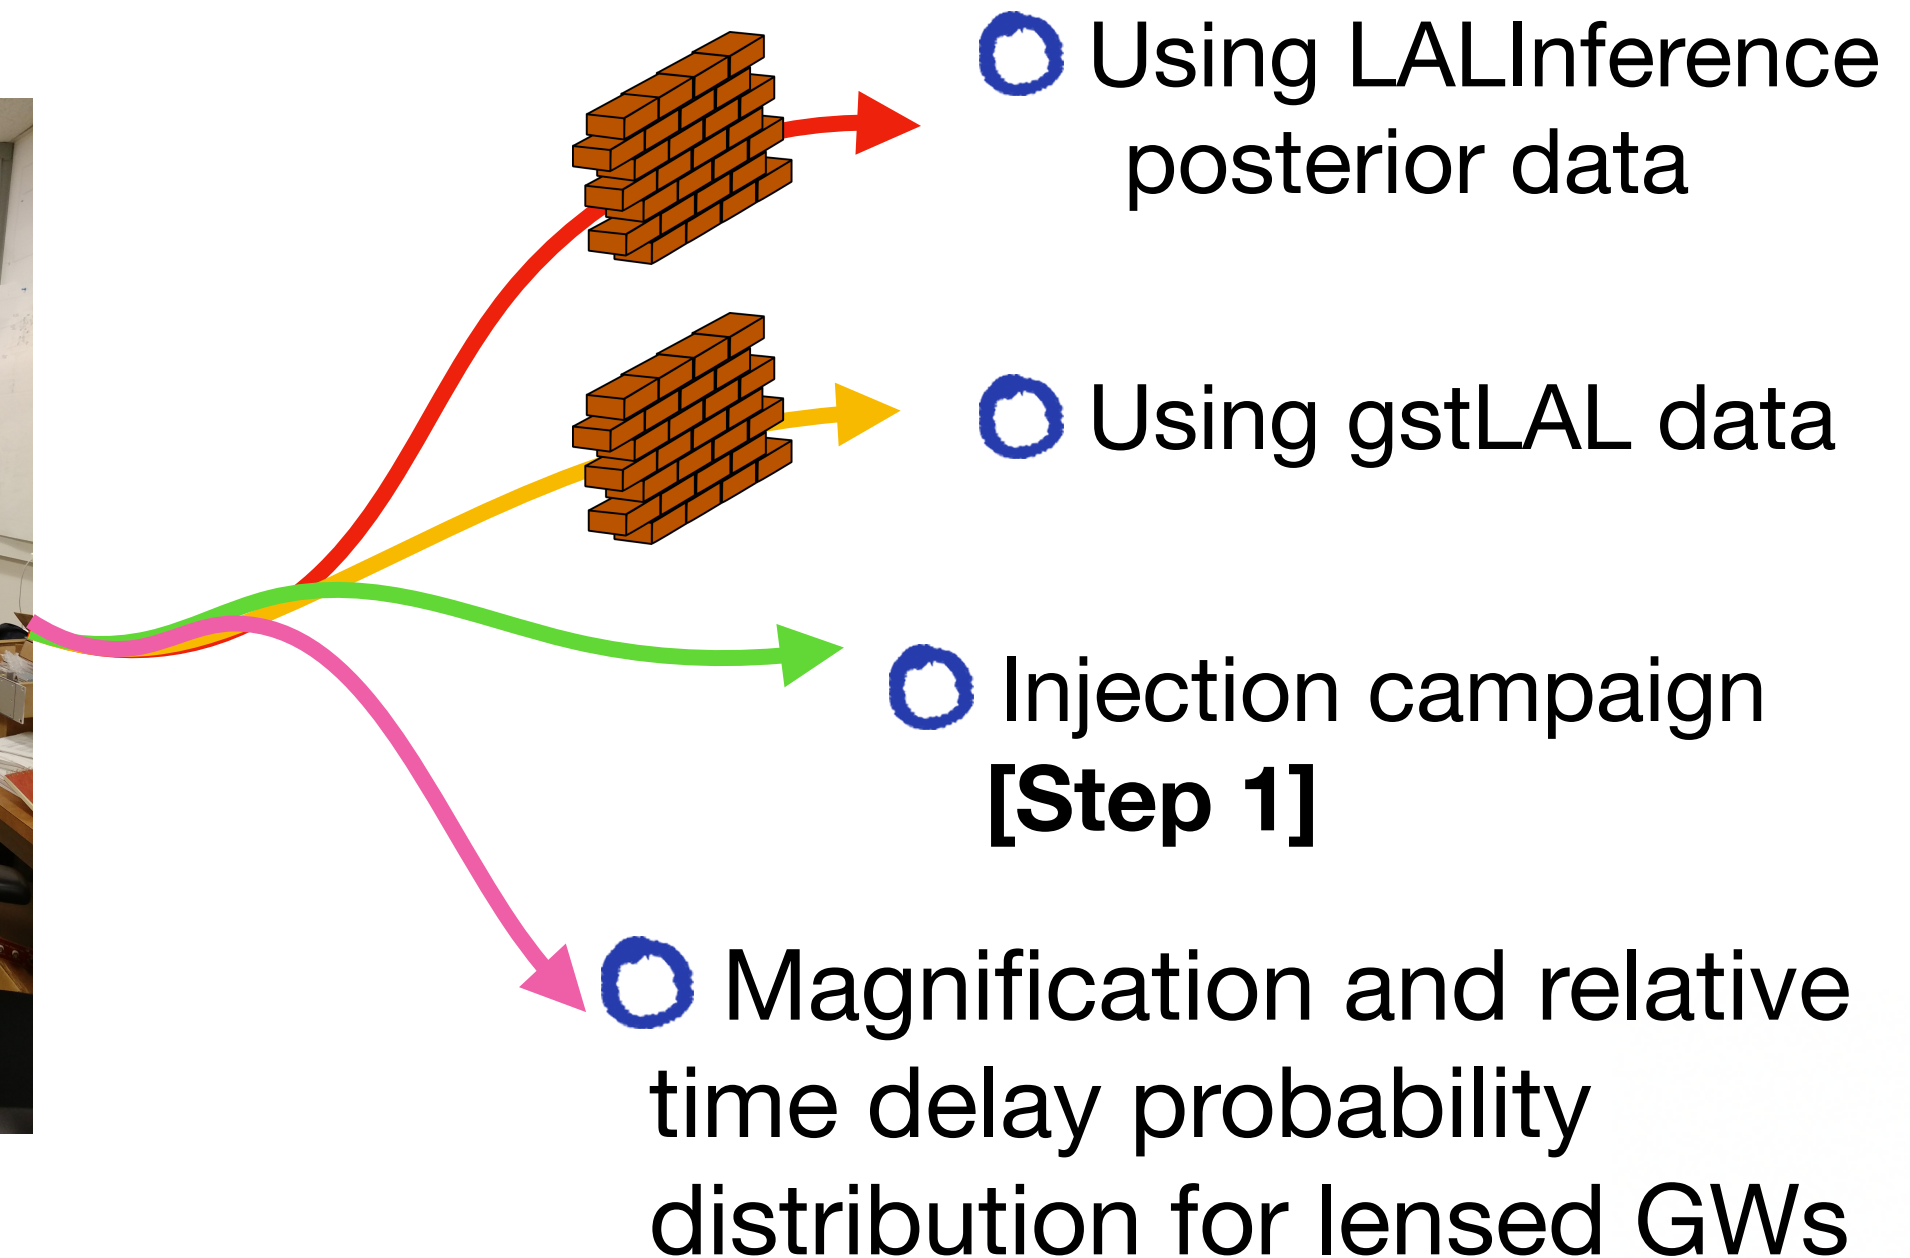 Using LALInference
posterior data
Using gstLAL data
Injection campaign
[Step 1]
Magnification and relative
time delay probability
distribution for lensed GWs